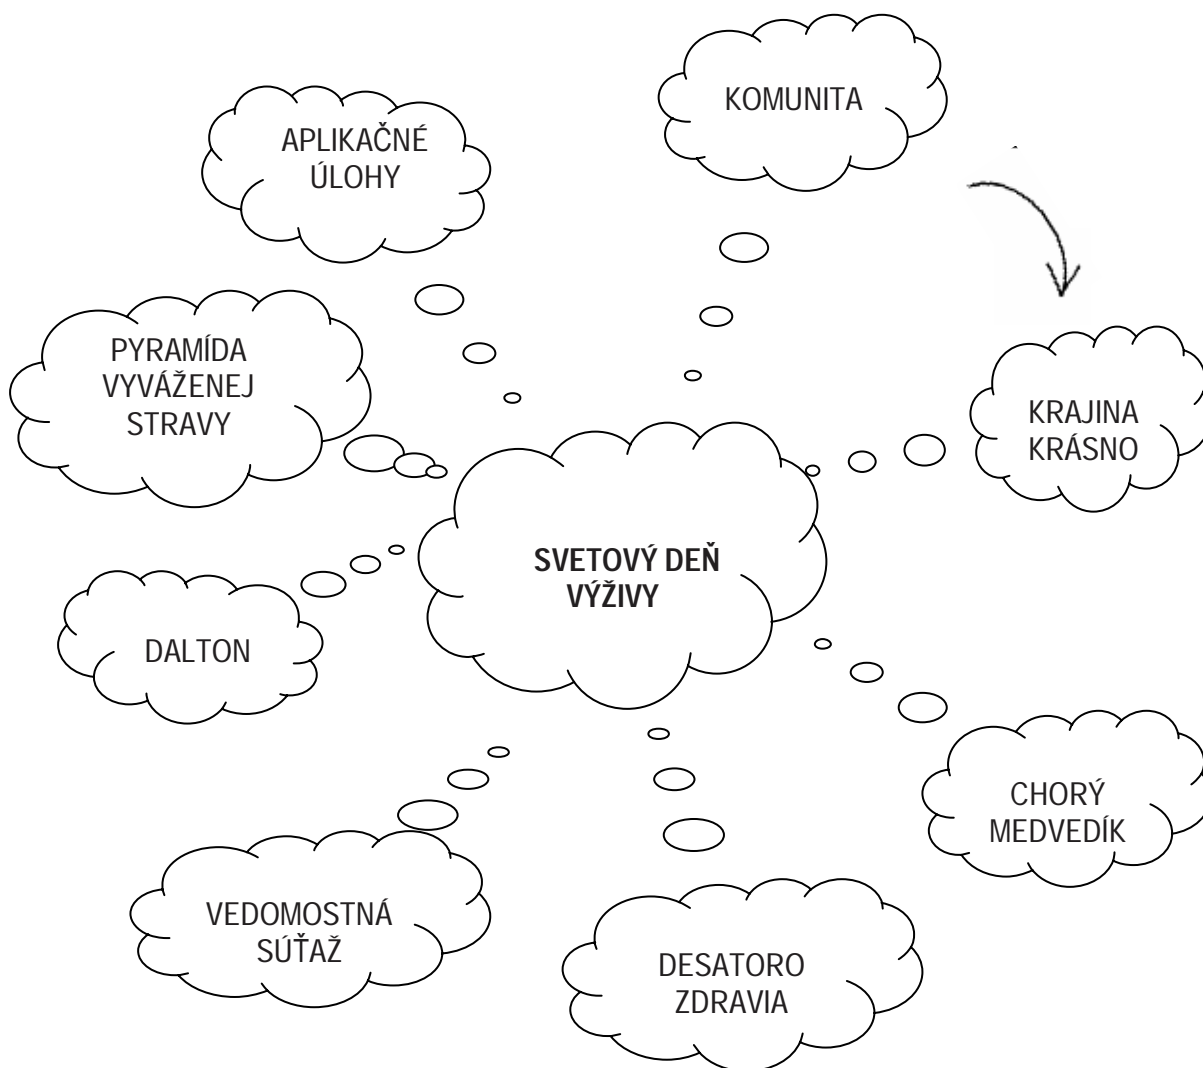 KOMUNITA
APLIKAČNÉ
ÚLOHY
PYRAMÍDA
VYVÁŽENEJ
STRAVY
KRAJINA
KRÁSNO
SVETOVÝ DEŇ
VÝŽIVY
DALTON
CHORÝ
MEDVEDÍK
VEDOMOSTNÁ
SÚŤAŽ
DESATORO
ZDRAVIA